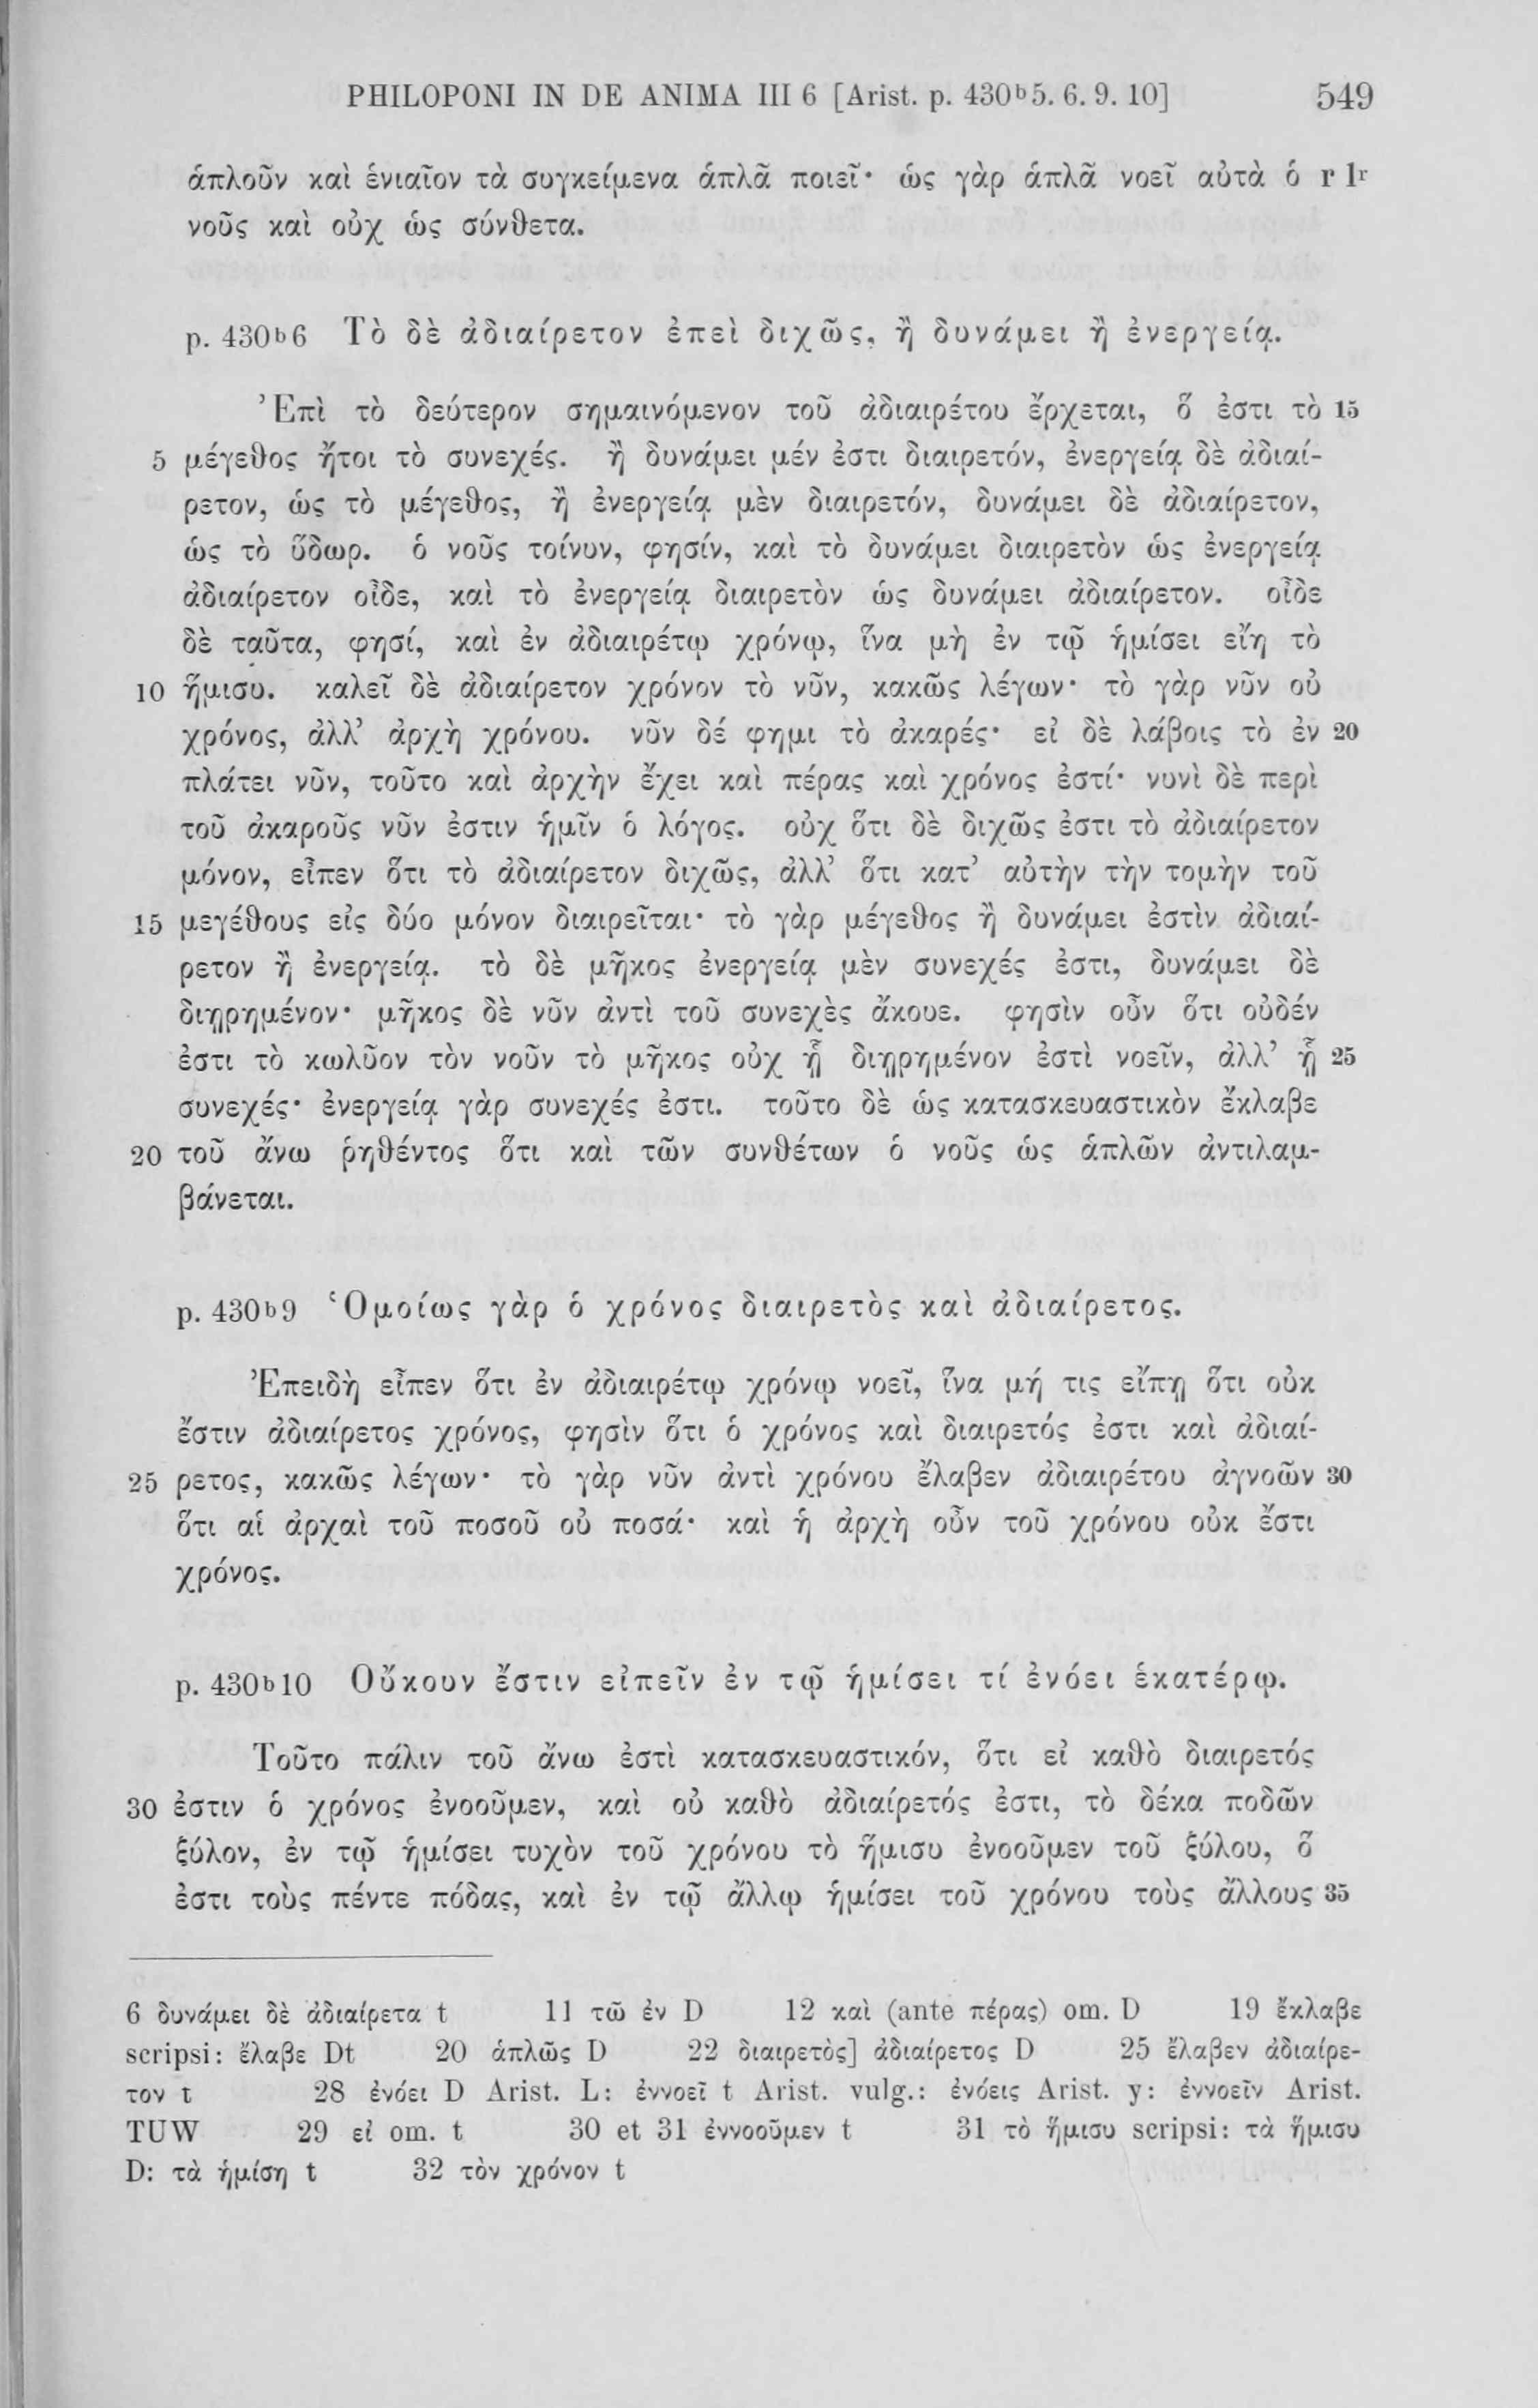 PHILOPONI IN DE ANIMA III 6 [Arist. p. 430ᵇ5. 6. 9. 10] 549
ἁπλοῦν καὶ ἑνιαῖον τὰ συγκείμενα ἁπλᾶ ποιεῖ· ὡς γὰρ ἁπλᾶ νοεῖ αὐτὰ ὁ r 1ʳ
νοῦς καὶ οὐχ ὡς σύνθετα.
p. 430ᵇ6 Τὸ δὲ ἀδιαίρετον ἐπεὶ διχῶς, ἢ δυνάμει ἢ ἐνεργείᾳ.
Ἐπὶ τὸ δεύτερον σημαινόμενον τοῦ ἀδιαιρέτου ἔρχεται, ὅ ἐστι τὸ 15
5 μέγεθος ἤτοι τὸ συνεχές. ἢ δυνάμει μέν ἐστι διαιρετόν, ἐνεργείᾳ δὲ ἀδιαί-
ρετον, ὡς τὸ μέγεθος, ἢ ἐνεργείᾳ μὲν διαιρετόν, δυνάμει δὲ ἀδιαίρετον,
ὡς τὸ ὕδωρ. ὁ νοῦς τοίνυν, φησίν, καὶ τὸ δυνάμει διαιρετὸν ὡς ἐνεργείᾳ
ἀδιαίρετον οἶδε, καὶ τὸ ἐνεργείᾳ διαιρετὸν ὡς δυνάμει ἀδιαίρετον. οἶδε
δὲ ταῦτα, φησί, καὶ ἐν ἀδιαιρέτῳ χρόνῳ, ἵνα μὴ ἐν τῷ ἡμίσει εἴη τὸ
10 ἥμισυ. καλεῖ δὲ ἀδιαίρετον χρόνον τὸ νῦν, κακῶς λέγων· τὸ γὰρ νῦν οὐ
χρόνος, ἀλλ’ ἀρχὴ χρόνου. νῦν δέ φημι τὸ ἀκαρές· εἰ δὲ λάβοις τὸ ἐν 20
πλάτει νῦν, τοῦτο καὶ ἀρχὴν ἔχει καὶ πέρας καὶ χρόνος ἐστί· νυνὶ δὲ περὶ
τοῦ ἀκαροῦς νῦν ἐστιν ἡμῖν ὁ λόγος. οὐχ ὅτι δὲ διχῶς ἐστι τὸ ἀδιαίρετον
μόνον, εἶπεν ὅτι τὸ ἀδιαίρετον διχῶς, ἀλλ’ ὅτι κατ’ αὐτὴν τὴν τομὴν τοῦ
15 μεγέθους εἰς δύο μόνον διαιρεῖται· τὸ γὰρ μέγεθος ἢ δυνάμει ἐστὶν ἀδιαί-
ρετον ἢ ἐνεργείᾳ. τὸ δὲ μῆκος ἐνεργείᾳ μὲν συνεχές ἐστι, δυνάμει δὲ
διῃρημένον· μῆκος δὲ νῦν ἀντὶ τοῦ συνεχὲς ἄκουε. φησὶν οὖν ὅτι οὐδέν
ἐστι τὸ κωλῦον τὸν νοῦν τὸ μῆκος οὐχ ᾗ διῃρημένον ἐστὶ νοεῖν, ἀλλ’ ᾗ 25
συνεχές· ἐνεργείᾳ γὰρ συνεχές ἐστι. τοῦτο δὲ ὡς κατασκευαστικὸν ἔκλαβε
20 τοῦ ἄνω ῥηθέντος ὅτι καὶ τῶν συνθέτων ὁ νοῦς ὡς ἁπλῶν ἀντιλαμ-
βάνεται.
p. 430ᵇ9 Ὁμοίως γὰρ ὁ χρόνος διαιρετὸς καὶ ἀδιαίρετος.
Ἐπειδὴ εἶπεν ὅτι ἐν ἀδιαιρέτῳ χρόνῳ νοεῖ, ἵνα μή τις εἴπῃ ὅτι οὐκ
ἔστιν ἀδιαίρετος χρόνος, φησὶν ὅτι ὁ χρόνος καὶ διαιρετός ἐστι καὶ ἀδιαί-
25 ρετος, κακῶς λέγων· τὸ γὰρ νῦν ἀντὶ χρόνου ἔλαβεν ἀδιαιρέτου ἀγνοῶν 30
ὅτι αἱ ἀρχαὶ τοῦ ποσοῦ οὐ ποσά· καὶ ἡ ἀρχὴ οὖν τοῦ χρόνου οὐκ ἔστι
χρόνος.
p. 430ᵇ10 Οὔκουν ἔστιν εἰπεῖν ἐν τῷ ἡμίσει τί ἐνόει ἑκατέρῳ.
Τοῦτο πάλιν τοῦ ἄνω ἐστὶ κατασκευαστικόν, ὅτι εἰ καθὸ διαιρετός
30 ἐστιν ὁ χρόνος ἐνοοῦμεν, καὶ οὐ καθὸ ἀδιαίρετός ἐστι, τὸ δέκα ποδῶν
ξύλον, ἐν τῷ ἡμίσει τυχὸν τοῦ χρόνου τὸ ἥμισυ ἐνοοῦμεν τοῦ ξύλου, ὅ
ἐστι τοὺς πέντε πόδας, καὶ ἐν τῷ ἄλλῳ ἡμίσει τοῦ χρόνου τοὺς ἄλλους 35
6 δυνάμει δὲ ἀδιαίρετα t 11 τῶ ἐν D 12 καὶ (ante πέρας) om. D 19 ἔκλαβε
scripsi: ἔλαβε Dt 20 ἁπλῶς D 22 διαιρετὸς] ἀδιαίρετος D 25 ἔλαβεν ἀδιαίρε-
τον t 28 ἐνόει D Arist. L: ἐννοεῖ t Arist. vulg.: ἐνόεις Arist. y: ἐννοεῖν Arist.
TUW 29 εἰ om. t 30 et 31 ἐννοοῦμεν t 31 τὸ ἥμισυ scripsi: τὰ ἥμισυ
D: τὰ ἡμίση t 32 τὸν χρόνον t